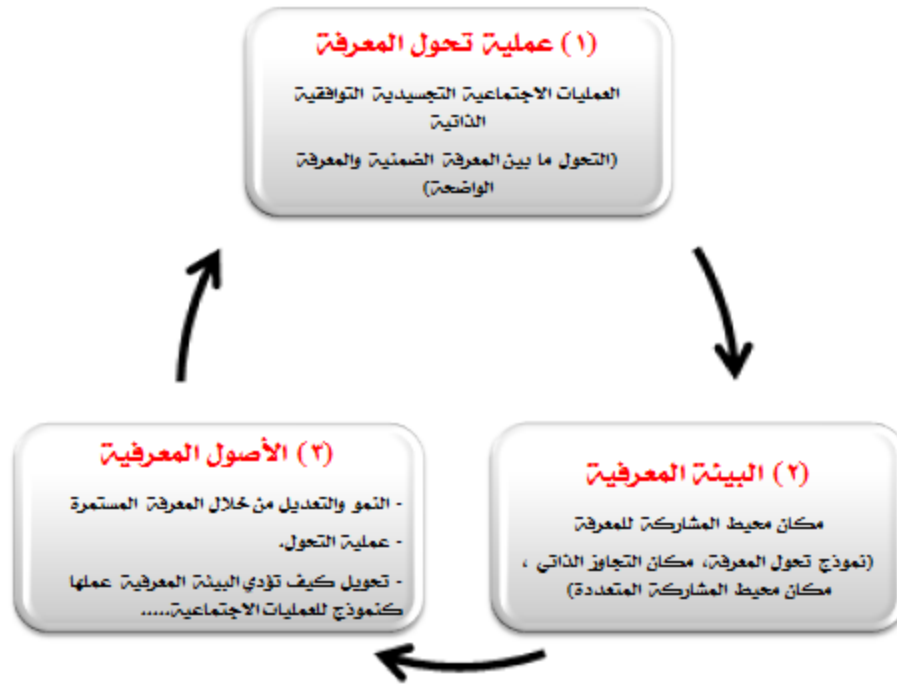 (١) عملية تحول المعرفة
العمليات الاجتماعية التجسيدية التوافقية
الذاتية
(التحول ما بين المعرفة الضمنية والمعرفة
الواضحة)
(٢) البيئة المعرفية
مكان محيط المشاركة للمعرفة
(نموذج تحول المعرفة، مكان التجاوز الذاتي ،
مكان محيط المشاركة المتعددة)
(٣) الأصول المعرفية
- النمو والتعديل من خلال المعرفة المستمرة
- عملية التحول.
- تحويل كيف تؤدي البيئة المعرفية عملها
كنموذج للعمليات الاجتماعية.....